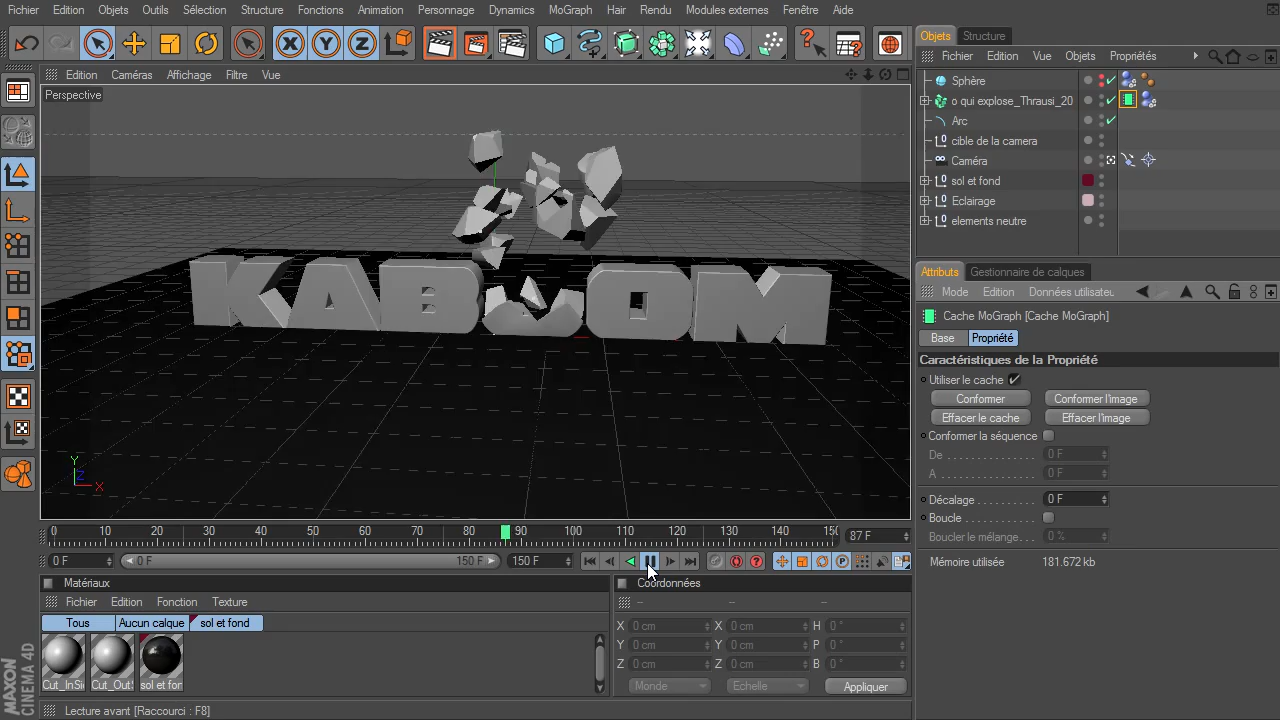 Fichier Edition Objets Outils Sélection Structure Fonctions Animation Personnage Dynamics MoGraph Hair Rendu Modules externes Fenêtre Aide
X Y Z
Edition Caméras Affichage Filtre Vue
Perspective
KABOOM
Y
Z
X
0 10 20 30 40 50 60 70 80 90 100 110 120 130 140 15
87 F
0 F
0 F
150 F
150 F
Matériaux
Fichier Edition Fonction Texture
Tous Aucun calque sol et fond
Cut_InSi Cut_Out sol et fon
Coordonnées
-- -- --
X 0 cm X 0 cm H 0 °
Y 0 cm Y 0 cm P 0 °
Z 0 cm Z 0 cm B 0 °
Monde Echelle Appliquer
MAXON
CINEMA 4D
Lecture avant [Raccourci : F8]
Objets Structure
Fichier Edition Vue Objets Propriétés
Sphère
o qui explose_Thrausi_20
Arc
cible de la camera
Caméra
sol et fond
Eclairage
elements neutre
Attributs Gestionnaire de calques
Mode Edition Données utilisateu
Cache MoGraph [Cache MoGraph]
Base Propriété
Caractéristiques de la Propriété
Utiliser le cache
Conformer Conformer l'image
Effacer le cache Effacer l'image
Conformer la séquence
De 0 F
A 0 F
Décalage 0 F
Boucle
Boucler le mélange 0 %
Mémoire utilisée 181.672 kb